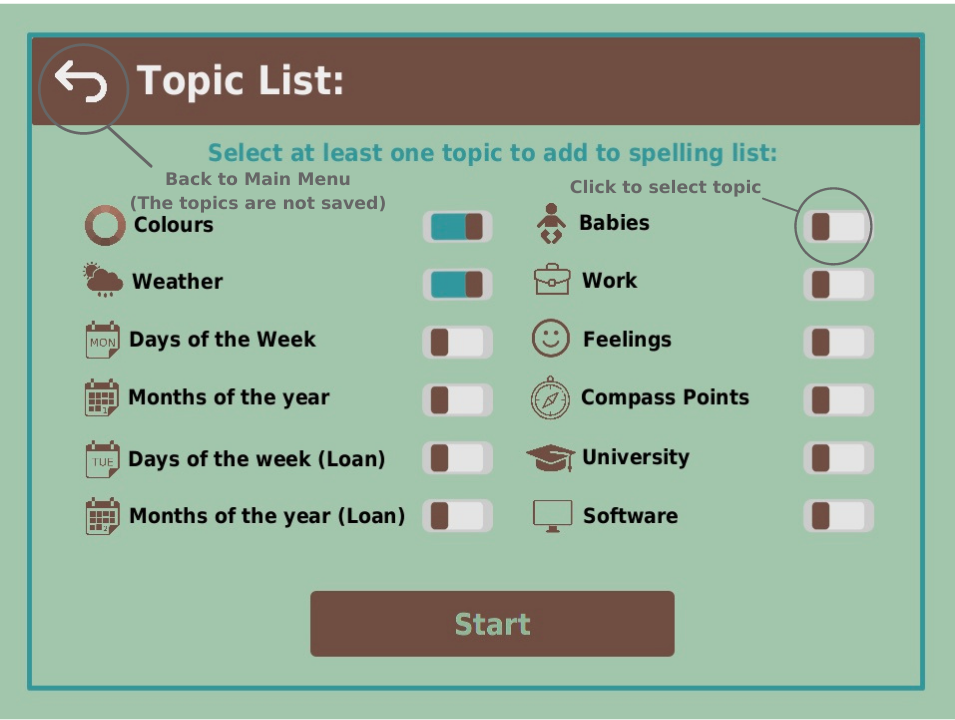 Topic List:
Select at least one topic to add to spelling list:
Back to Main Menu
(The topics are not saved)
Click to select topic
Colours
Weather
MON Days of the Week
1 Months of the year
TUE Days of the week (Loan)
2 Months of the year (Loan)
Babies
Work
Feelings
Compass Points
University
Software
Start